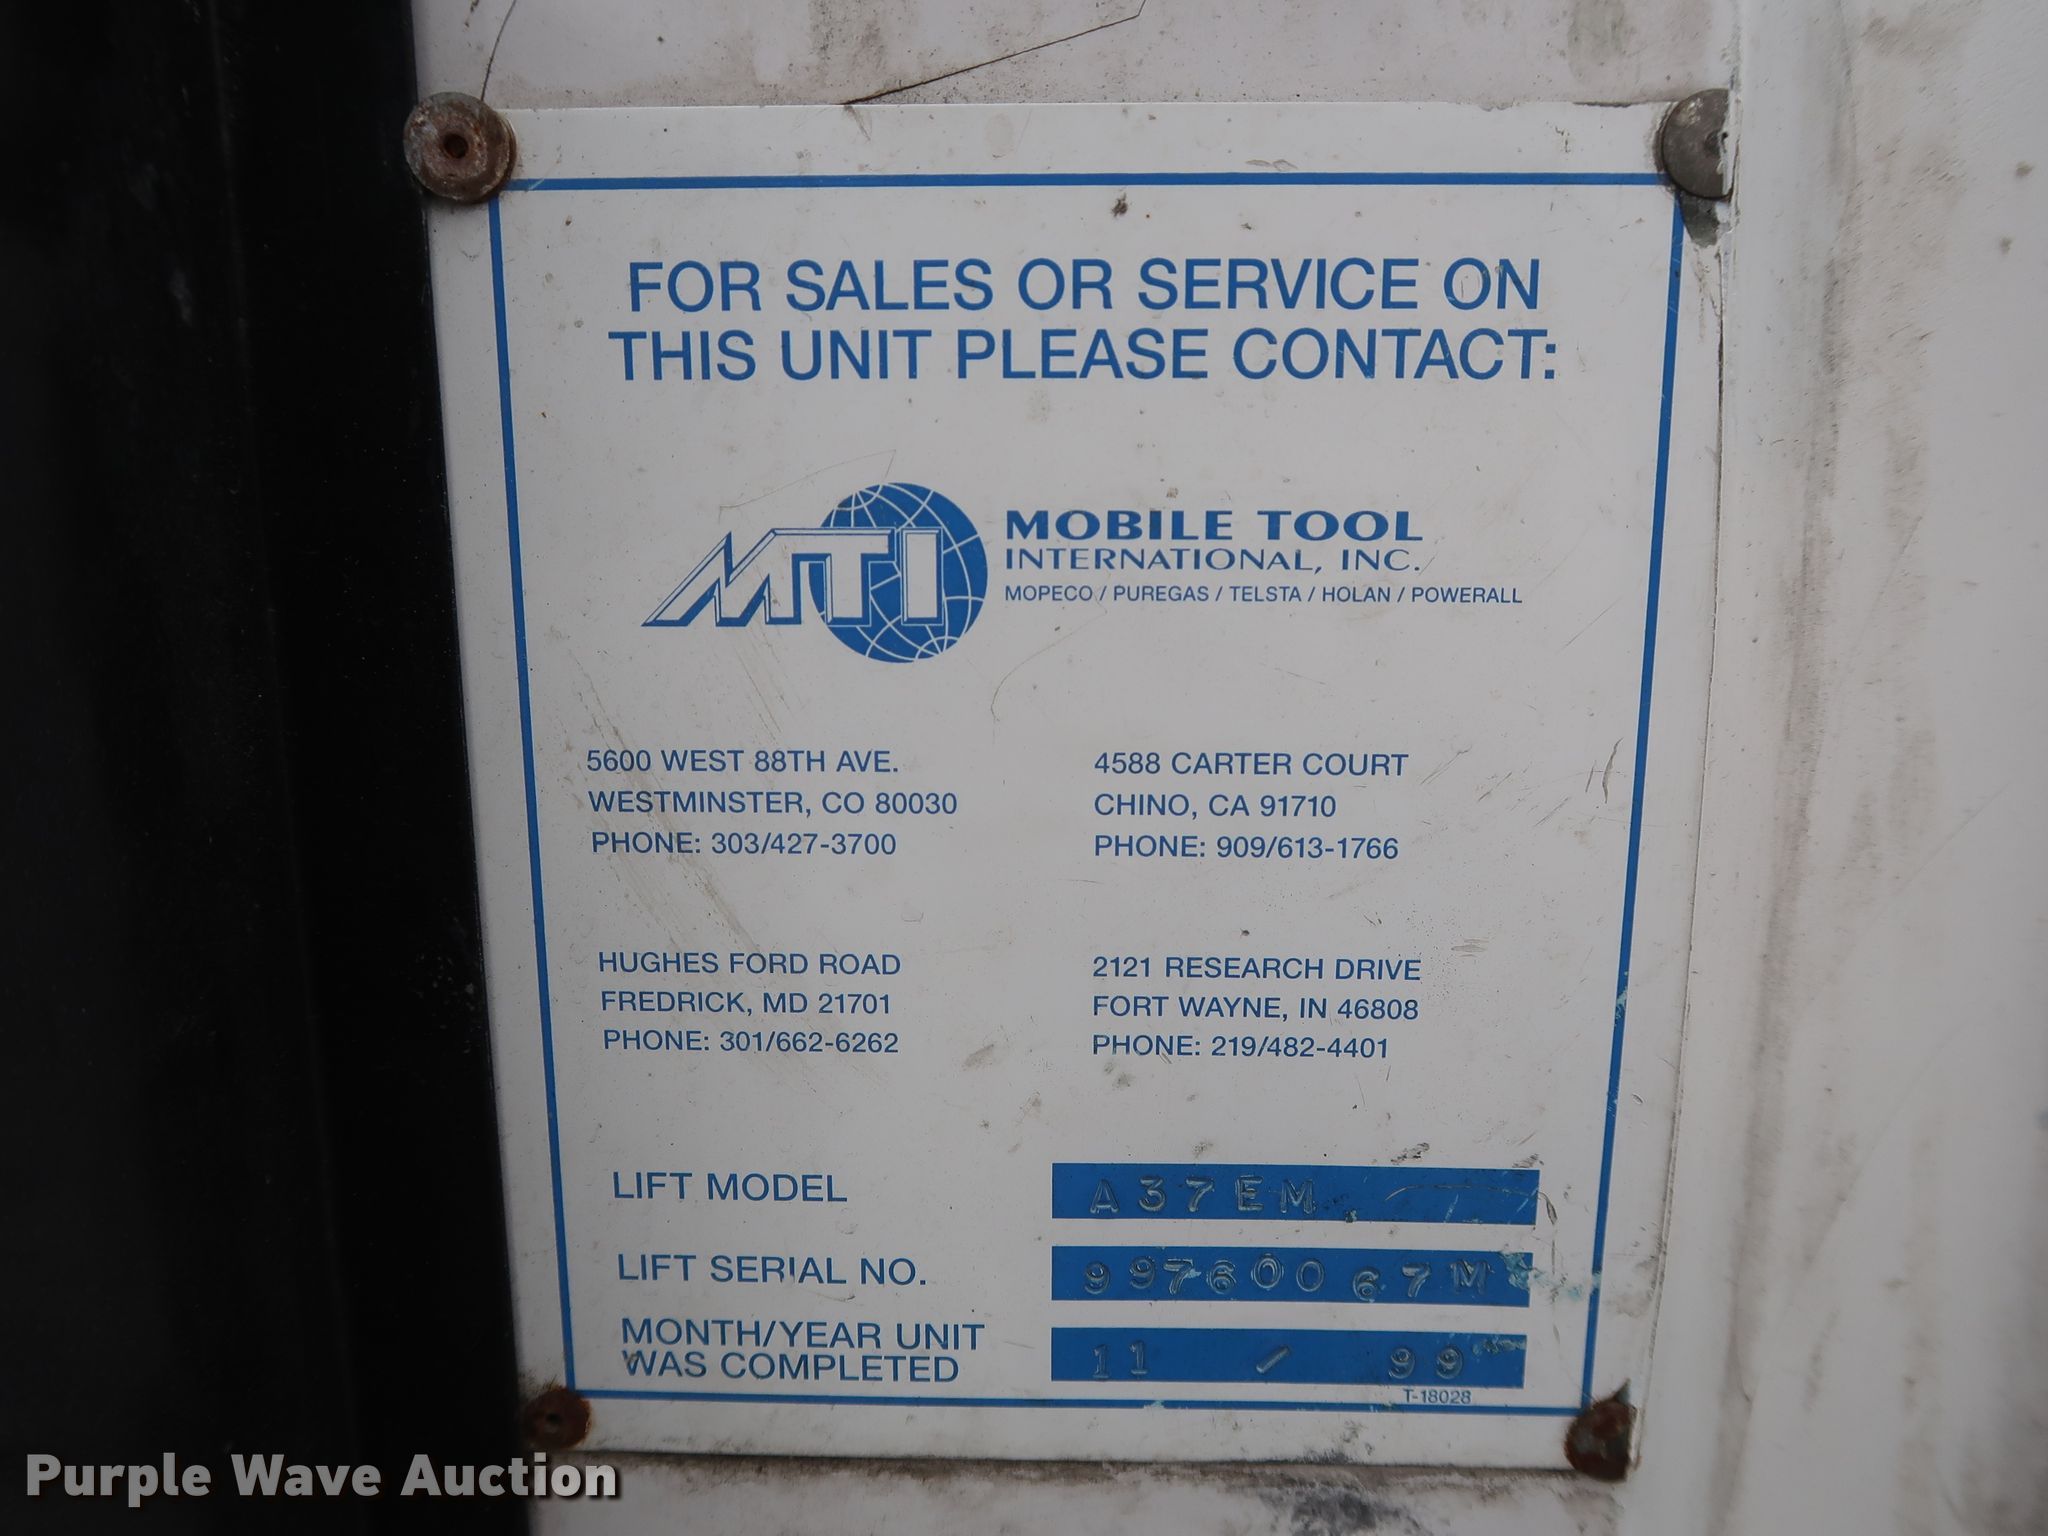 FOR SALES OR SERVICE ON
THIS UNIT PLEASE CONTACT:
MTI
MOBILE TOOL
INTERNATIONAL, INC.
MOPECO / PUREGAS / TELSTA / HOLAN / POWERALL
5600 WEST 88TH AVE.
WESTMINSTER, CO 80030
PHONE: 303/427-3700
4588 CARTER COURT
CHINO, CA 91710
PHONE: 909/613-1766
HUGHES FORD ROAD
FREDRICK, MD 21701
PHONE: 301/662-6262
2121 RESEARCH DRIVE
FORT WAYNE, IN 46808
PHONE: 219/482-4401
LIFT MODEL A37EM
LIFT SERIAL NO. 99760067M
MONTH/YEAR UNIT
WAS COMPLETED 11 / 99
T-18028
Purple Wave Auction